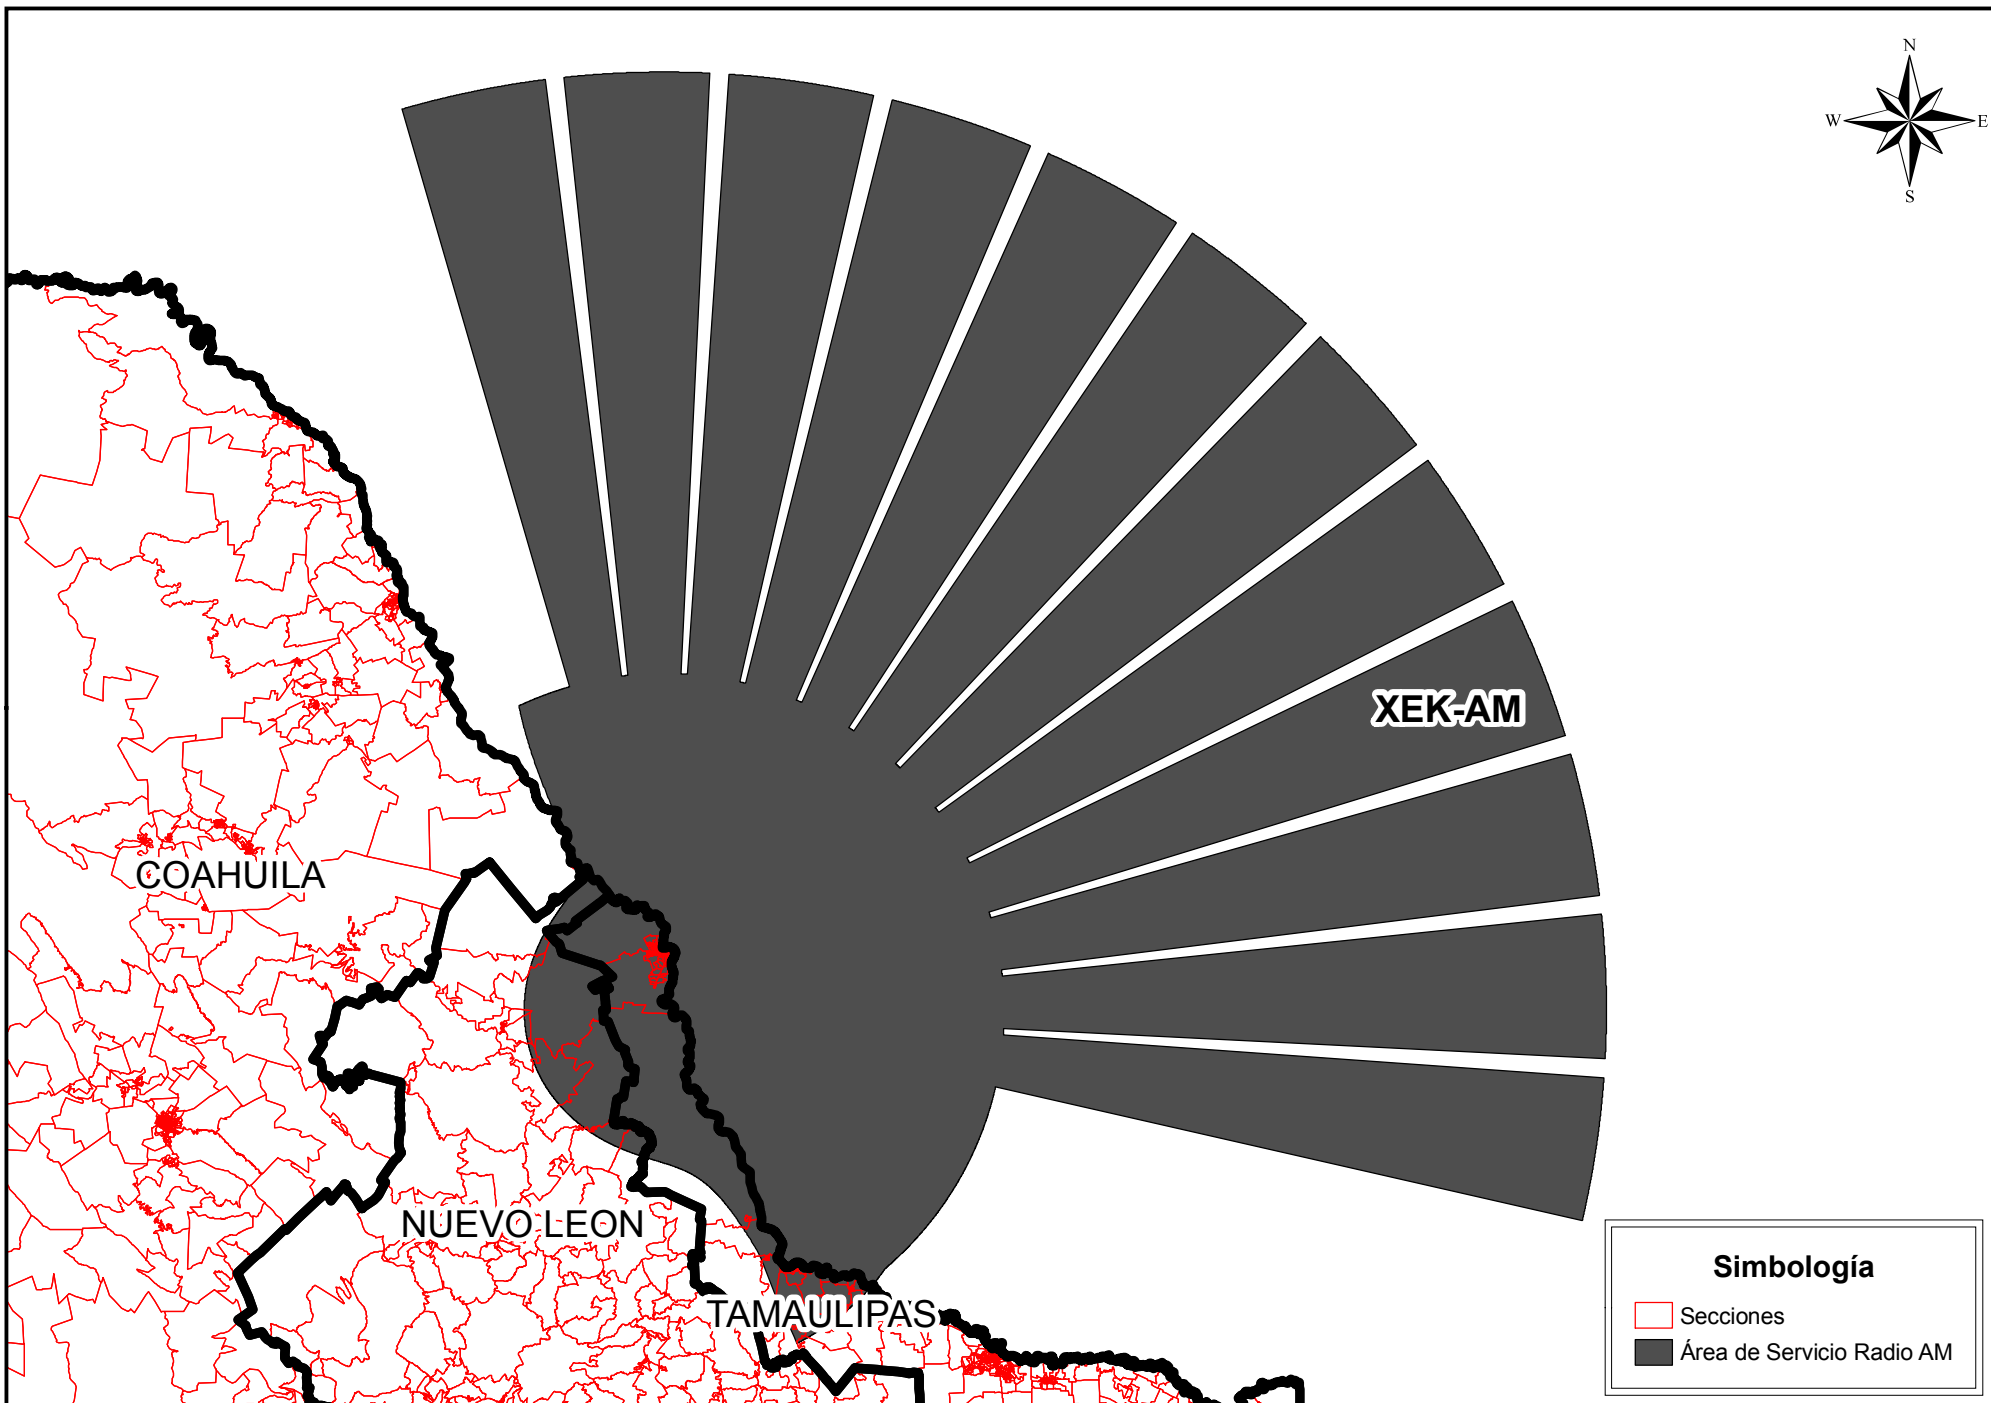 N
W
E
S
XEK-AM
COAHUILA
NUEVO LEON
TAMAULIPAS
Simbología
Secciones
Área de Servicio Radio AM